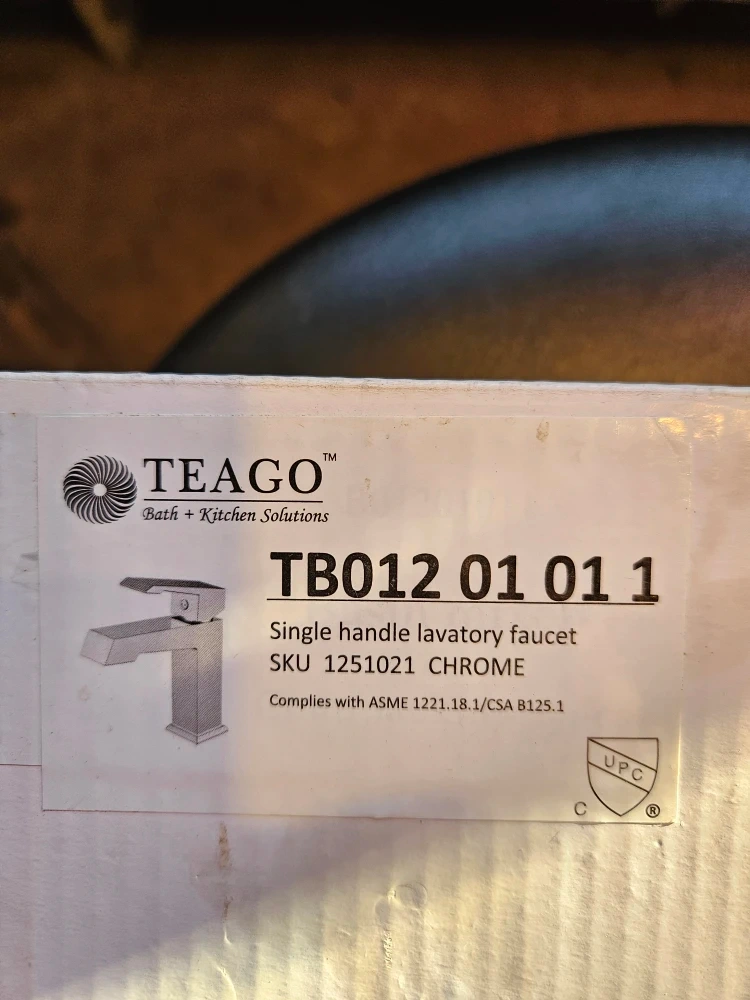 TEAGO™
Bath + Kitchen Solutions
TB012 01 01 1
Single handle lavatory faucet
SKU 1251021 CHROME
Complies with ASME 1221.18.1/CSA B125.1
UPC
C ®